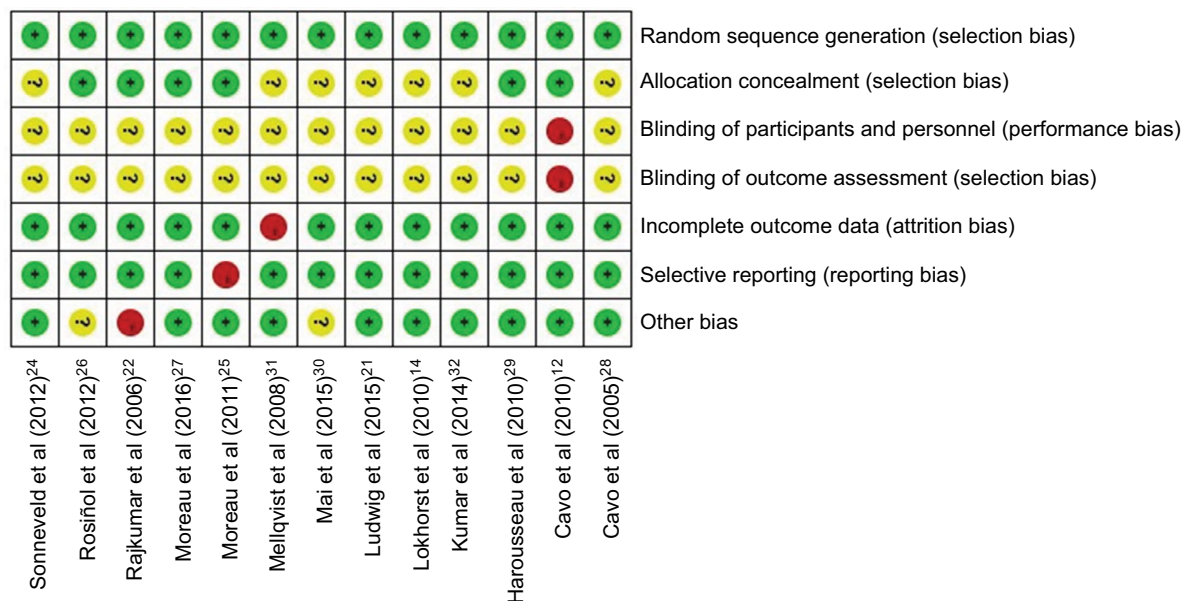 Random sequence generation (selection bias)
Allocation concealment (selection bias)
Blinding of participants and personnel (performance bias)
Blinding of outcome assessment (selection bias)
Incomplete outcome data (attrition bias)
Selective reporting (reporting bias)
Other bias
Sonneveld et al (2012)24
Rosiñol et al (2012)26
Rajkumar et al (2006)22
Moreau et al (2016)27
Moreau et al (2011)25
Mellqvist et al (2008)31
Mai et al (2015)30
Ludwig et al (2015)21
Lokhorst et al (2010)14
Kumar et al (2014)32
Harousseau et al (2010)29
Cavo et al (2010)12
Cavo et al (2005)28